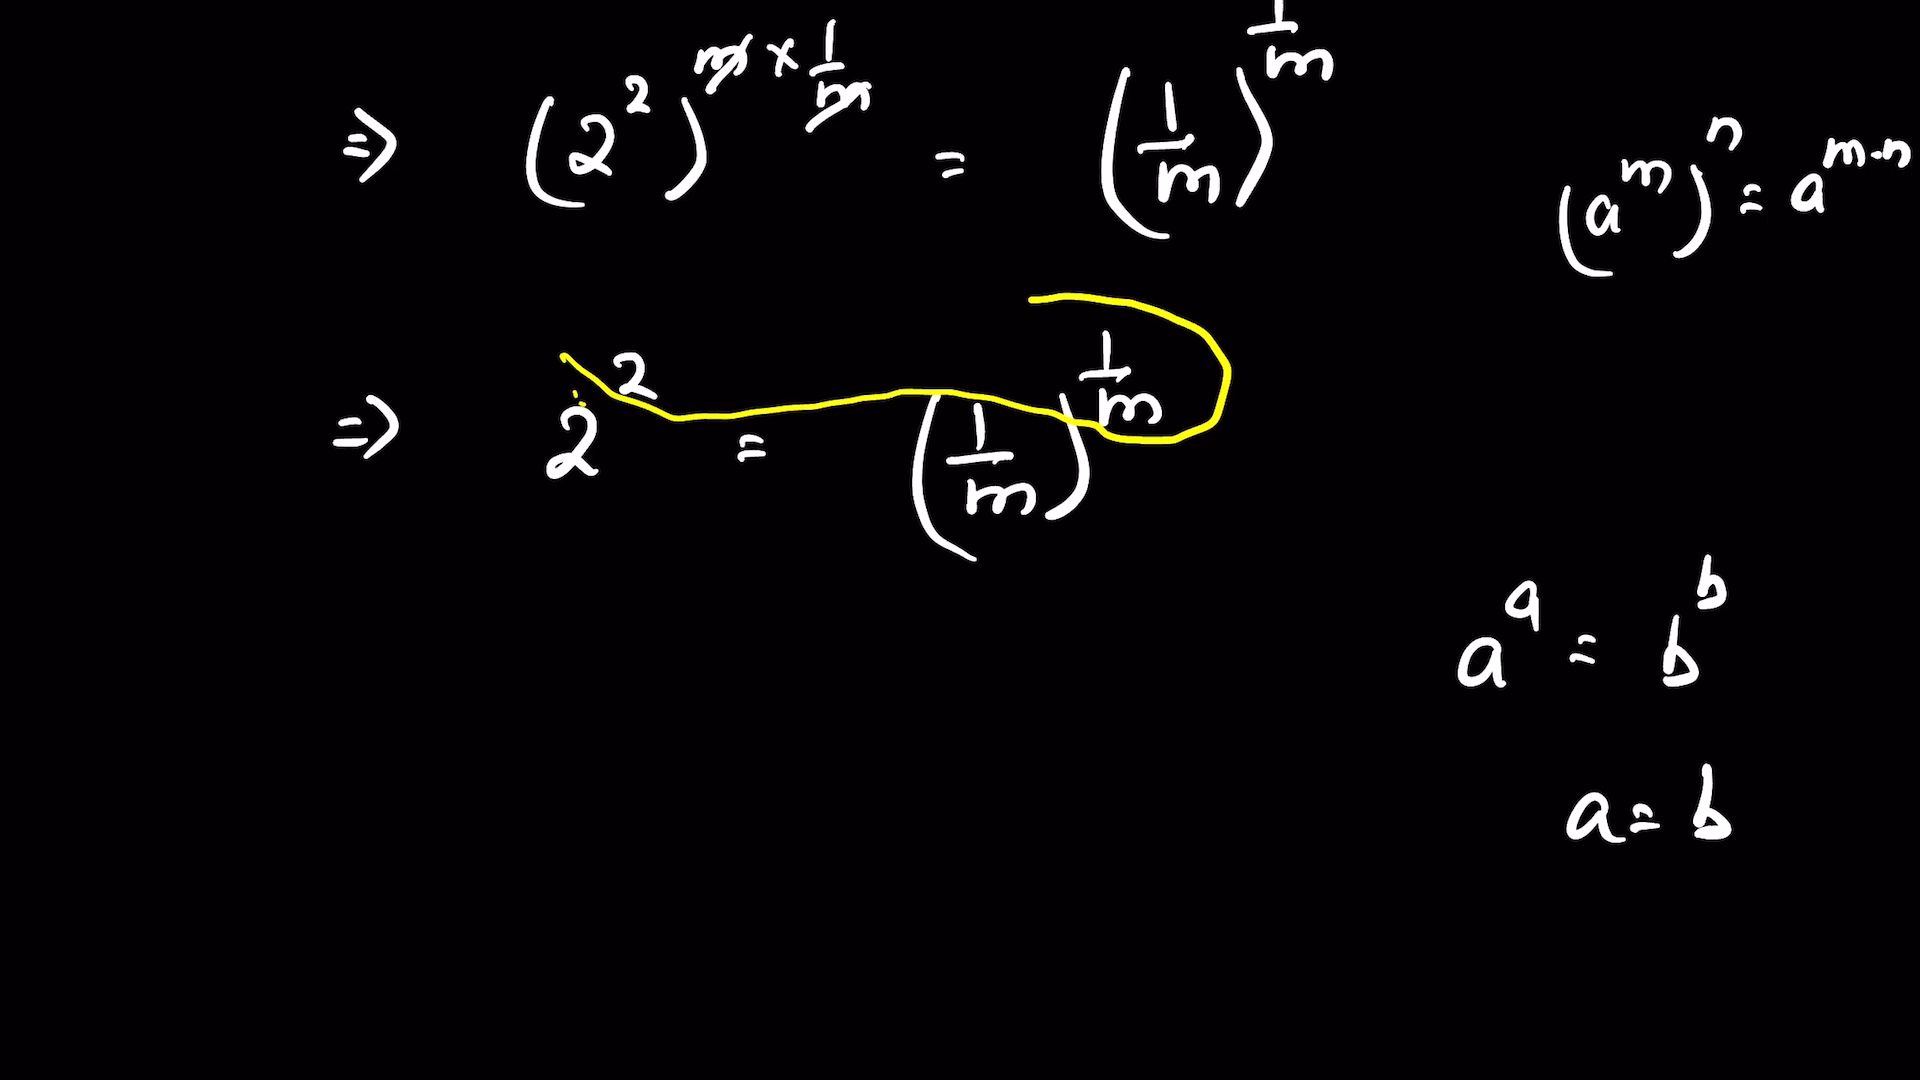 ⇒ (2²)^(m × 1/m) = (1/m)^(1/m)
(a^m)^n = a^(m·n)
⇒ 2² = (1/m)^(1/m)
a^a = b^b
a = b